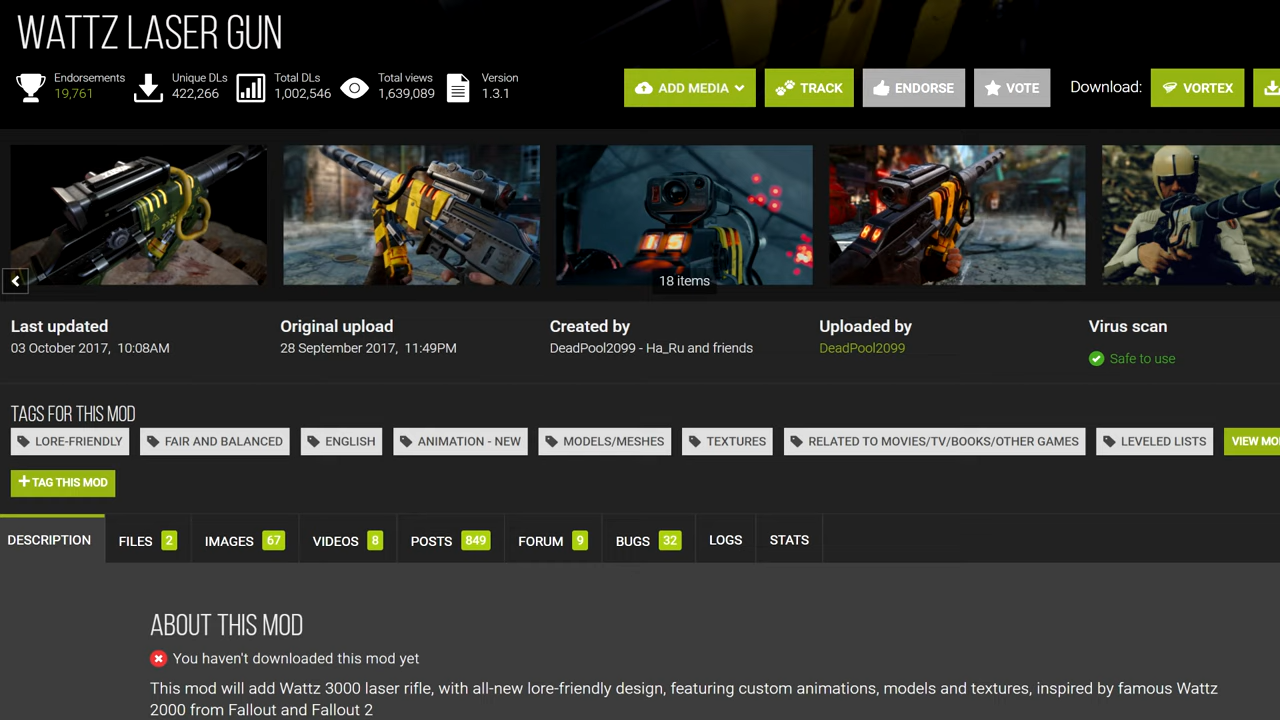 WATTZ LASER GUN
Endorsements
19,761
Unique DLs
422,266
Total DLs
1,002,546
Total views
1,639,089
Version
1.3.1
ADD MEDIA
TRACK
ENDORSE
VOTE
Download:
VORTEX
18 items
Last updated
03 October 2017, 10:08AM
Original upload
28 September 2017, 11:49PM
Created by
DeadPool2099 - Ha_Ru and friends
Uploaded by
DeadPool2099
Virus scan
Safe to use
TAGS FOR THIS MOD
LORE-FRIENDLY
FAIR AND BALANCED
ENGLISH
ANIMATION - NEW
MODELS/MESHES
TEXTURES
RELATED TO MOVIES/TV/BOOKS/OTHER GAMES
LEVELED LISTS
VIEW MO
+ TAG THIS MOD
DESCRIPTION
FILES 2
IMAGES 67
VIDEOS 8
POSTS 849
FORUM 9
BUGS 32
LOGS
STATS
ABOUT THIS MOD
You haven't downloaded this mod yet
This mod will add Wattz 3000 laser rifle, with all-new lore-friendly design, featuring custom animations, models and textures, inspired by famous Wattz
2000 from Fallout and Fallout 2